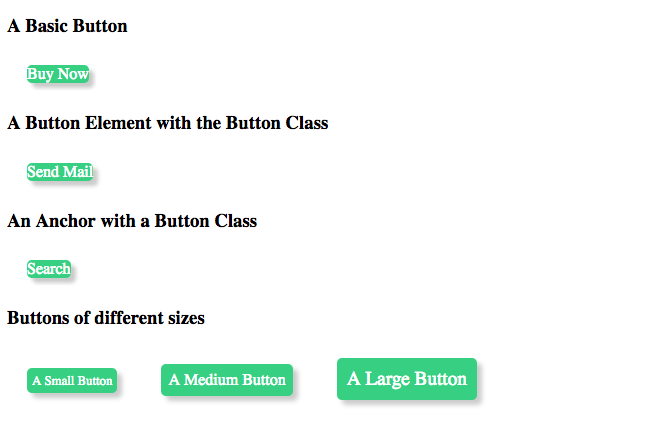 A Basic Button
Buy Now
A Button Element with the Button Class
Send Mail
An Anchor with a Button Class
Search
Buttons of different sizes
A Small Button A Medium Button A Large Button